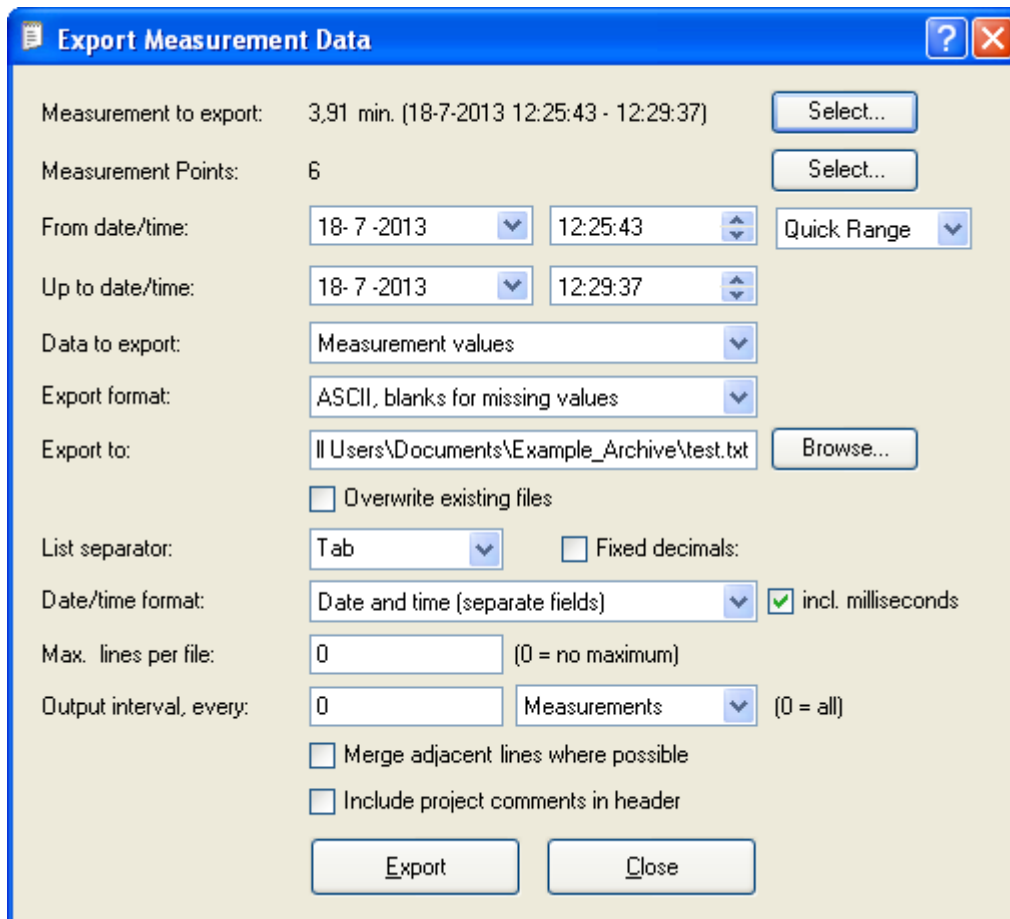 Export Measurement Data
Measurement to export: 3,91 min. (18-7-2013 12:25:43 - 12:29:37) Select...
Measurement Points: 6 Select...
From date/time: 18- 7 -2013 12:25:43 Quick Range
Up to date/time: 18- 7 -2013 12:29:37
Data to export: Measurement values
Export format: ASCII, blanks for missing values
Export to: ll Users\Documents\Example_Archive\test.txt Browse...
Overwrite existing files
List separator: Tab Fixed decimals:
Date/time format: Date and time (separate fields) incl. milliseconds
Max. lines per file: 0 (0 = no maximum)
Output interval, every: 0 Measurements (0 = all)
Merge adjacent lines where possible
Include project comments in header
Export Close